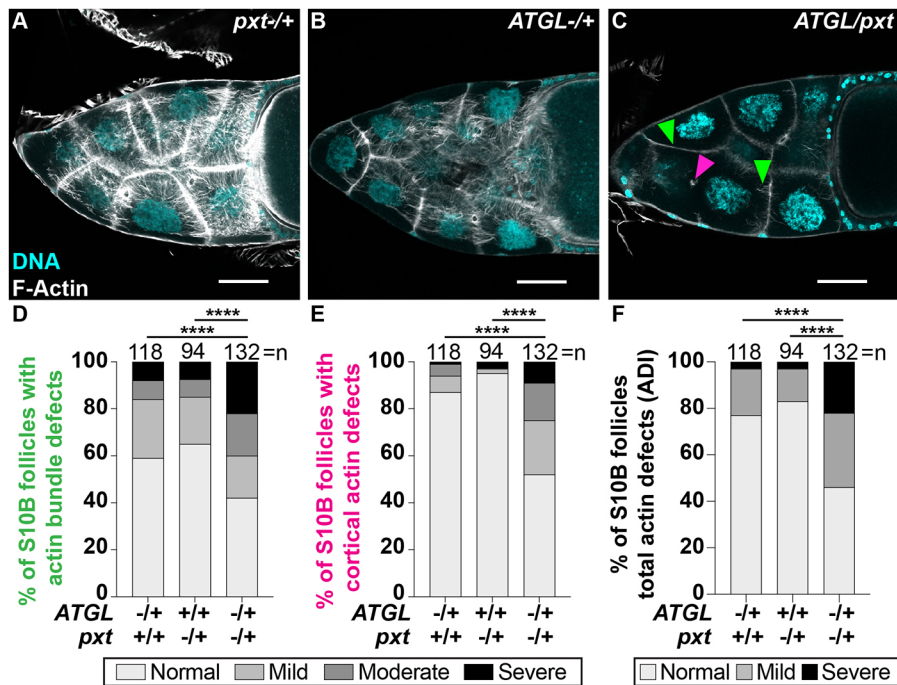 A pxt-/+
B ATGL-/+
C ATGL/pxt
DNA
F-Actin
D
% of S10B follicles with
actin bundle defects
****
****
118 94 132 =n
100
80
60
40
20
0
ATGL -/+ +/+ -/+
pxt +/+ -/+ -/+
E
% of S10B follicles with
cortical actin defects
****
****
118 94 132 =n
100
80
60
40
20
0
ATGL -/+ +/+ -/+
pxt +/+ -/+ -/+
Normal Mild Moderate Severe
F
% of S10B follicles
total actin defects (ADI)
****
****
118 94 132 =n
100
80
60
40
20
0
ATGL -/+ +/+ -/+
pxt +/+ -/+ -/+
Normal Mild Severe